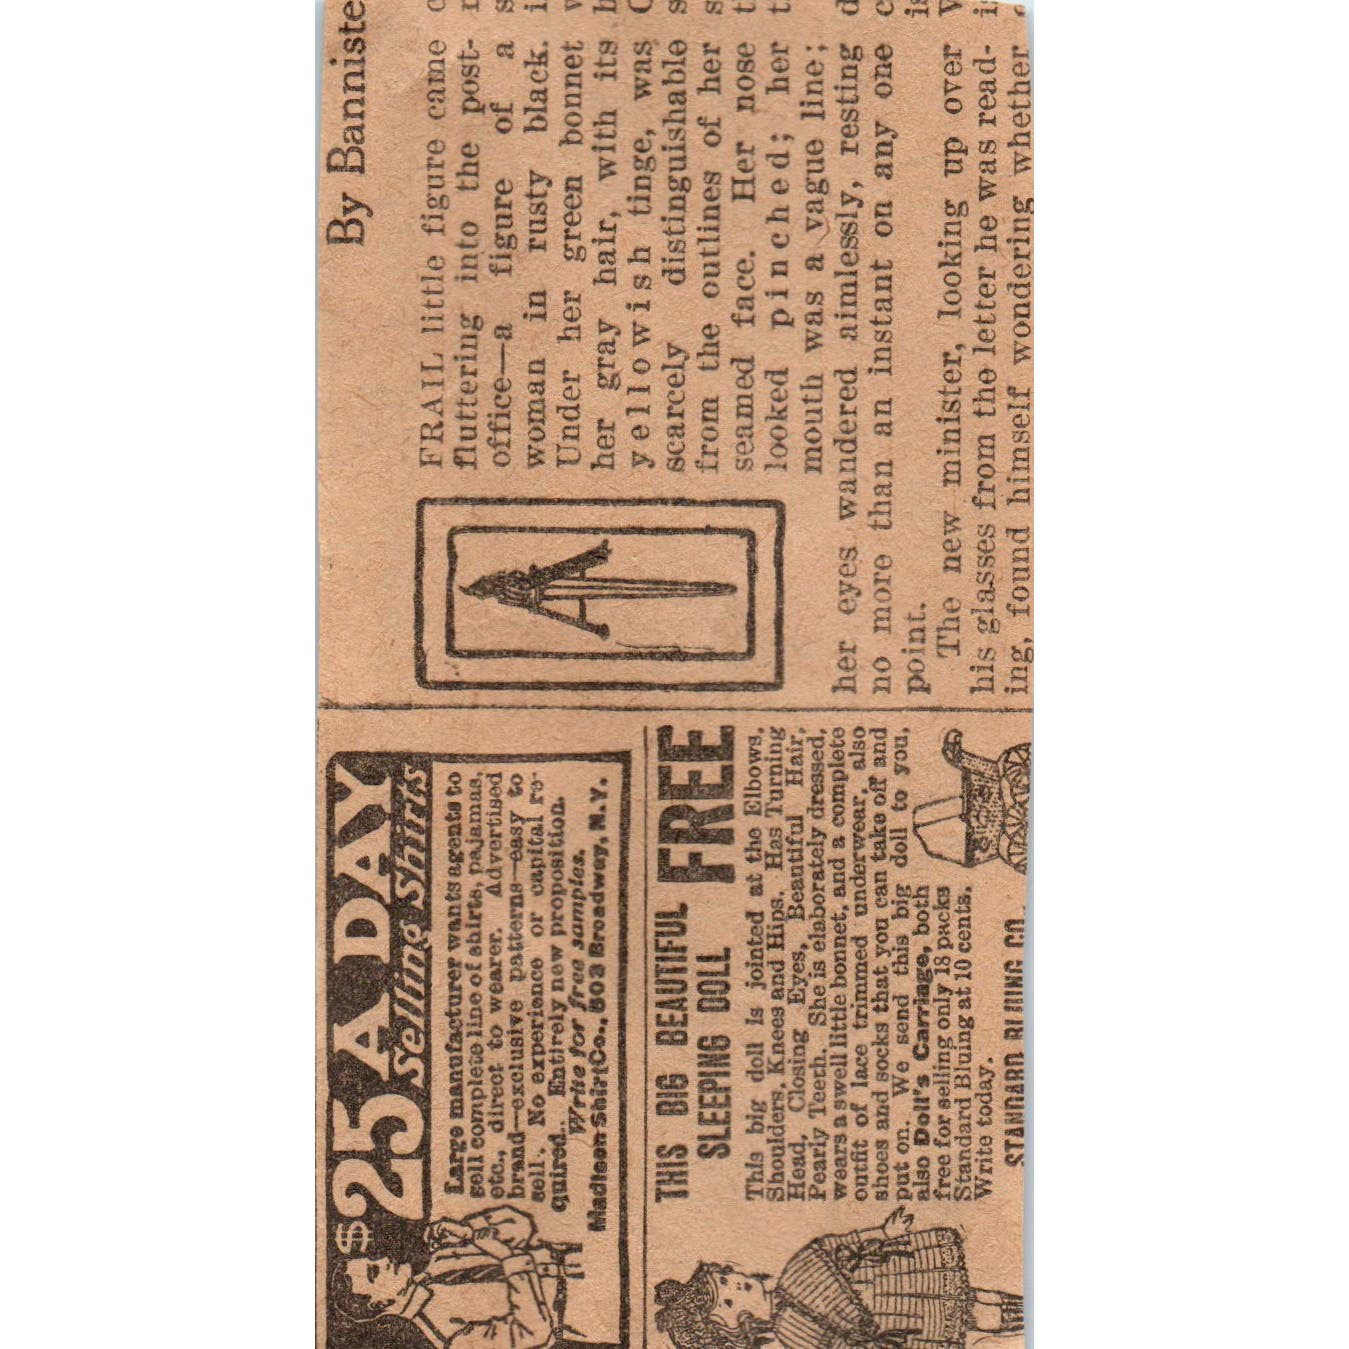 $25 A DAY
Selling Shirts
Large manufacturer wants agents to
sell complete line of shirts, pajamas,
etc., direct to wearer. Advertised
brand—exclusive patterns—easy to
sell. No experience or capital re-
quired. Entirely new proposition.
Write for free samples.
Madison Shirt Co., 503 Broadway, N.Y.
THIS BIG BEAUTIFUL
SLEEPING DOLL FREE
This big doll is jointed at the Elbows,
Shoulders, Knees and Hips. Has Turning
Head, Closing Eyes, Beautiful Hair,
Pearly Teeth. She is elaborately dressed,
wears a swell little bonnet, and a complete
outfit of lace trimmed underwear, also
shoes and socks that you can take off and
put on. We send this big doll to you,
also Doll's Carriage, both
free for selling only 18 packs
Standard Bluing at 10 cents.
Write today.
STANDARD BLUING CO.
By Banniste
A
FRAIL little figure came
fluttering into the post-
office—a figure of a
woman in rusty black.
Under her green bonnet
her gray hair, with its
yellowish tinge, was
scarcely distinguishable
from the outlines of her
seamed face. Her nose
looked pinched; her
mouth was a vague line;
her eyes wandered aimlessly, resting
no more than an instant on any one
point.
The new minister, looking up over
his glasses from the letter he was read-
ing, found himself wondering whether